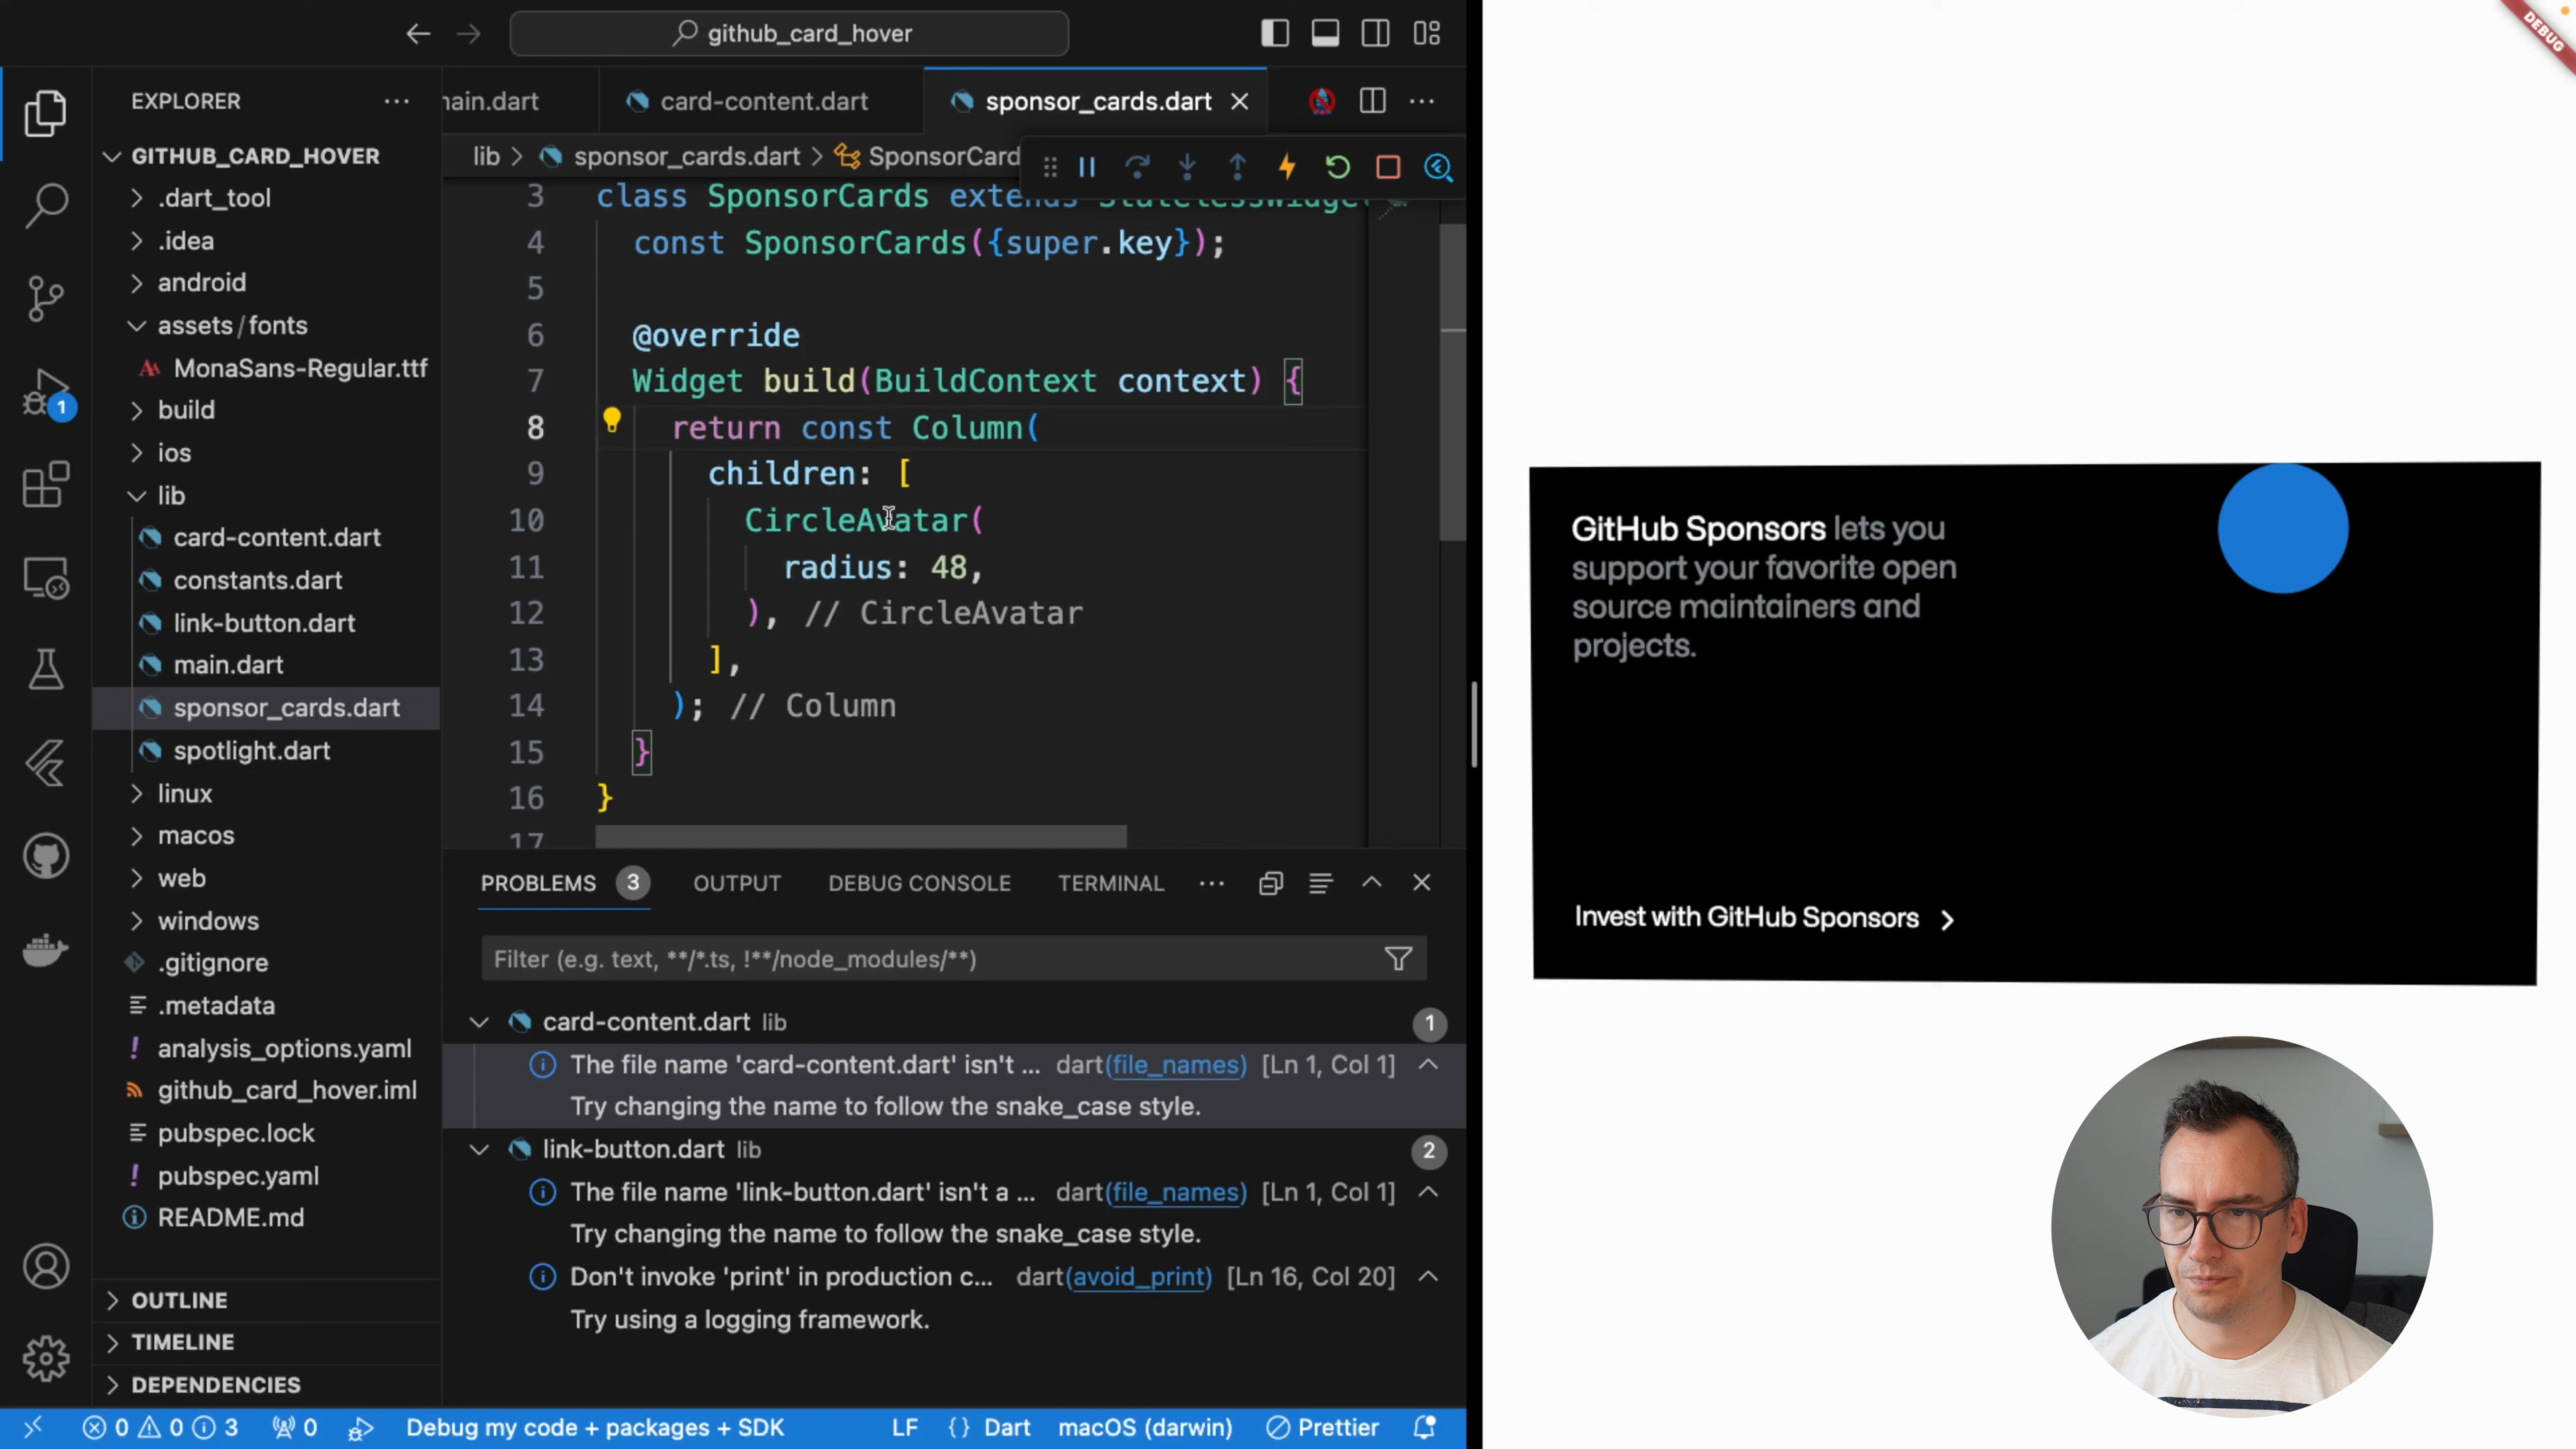 github_card_hover
EXPLORER
GITHUB_CARD_HOVER
.dart_tool
.idea
android
assets/fonts
MonaSans-Regular.ttf
build
ios
lib
card-content.dart
constants.dart
link-button.dart
main.dart
sponsor_cards.dart
spotlight.dart
linux
macos
web
windows
.gitignore
.metadata
analysis_options.yaml
github_card_hover.iml
pubspec.lock
pubspec.yaml
README.md
OUTLINE
TIMELINE
DEPENDENCIES
1
main.dart
card-content.dart
sponsor_cards.dart
lib > sponsor_cards.dart > SponsorCard
3 class SponsorCards extends StatelessWidget
4 const SponsorCards({super.key});
5
6 @override
7 Widget build(BuildContext context) {
8 return const Column(
9 children: [
10 CircleAvatar(
11 radius: 48,
12 ), // CircleAvatar
13 ],
14 ); // Column
15 }
16 }
17
PROBLEMS 3 OUTPUT DEBUG CONSOLE TERMINAL
Filter (e.g. text, **/*.ts, !**/node_modules/**)
card-content.dart lib 1
The file name 'card-content.dart' isn't ... dart(file_names) [Ln 1, Col 1]
Try changing the name to follow the snake_case style.
link-button.dart lib 2
The file name 'link-button.dart' isn't a ... dart(file_names) [Ln 1, Col 1]
Try changing the name to follow the snake_case style.
Don't invoke 'print' in production c... dart(avoid_print) [Ln 16, Col 20]
Try using a logging framework.
0 0 3 0 Debug my code + packages + SDK LF {} Dart macOS (darwin) Prettier
DEBUG
GitHub Sponsors lets you
support your favorite open
source maintainers and
projects.
Invest with GitHub Sponsors